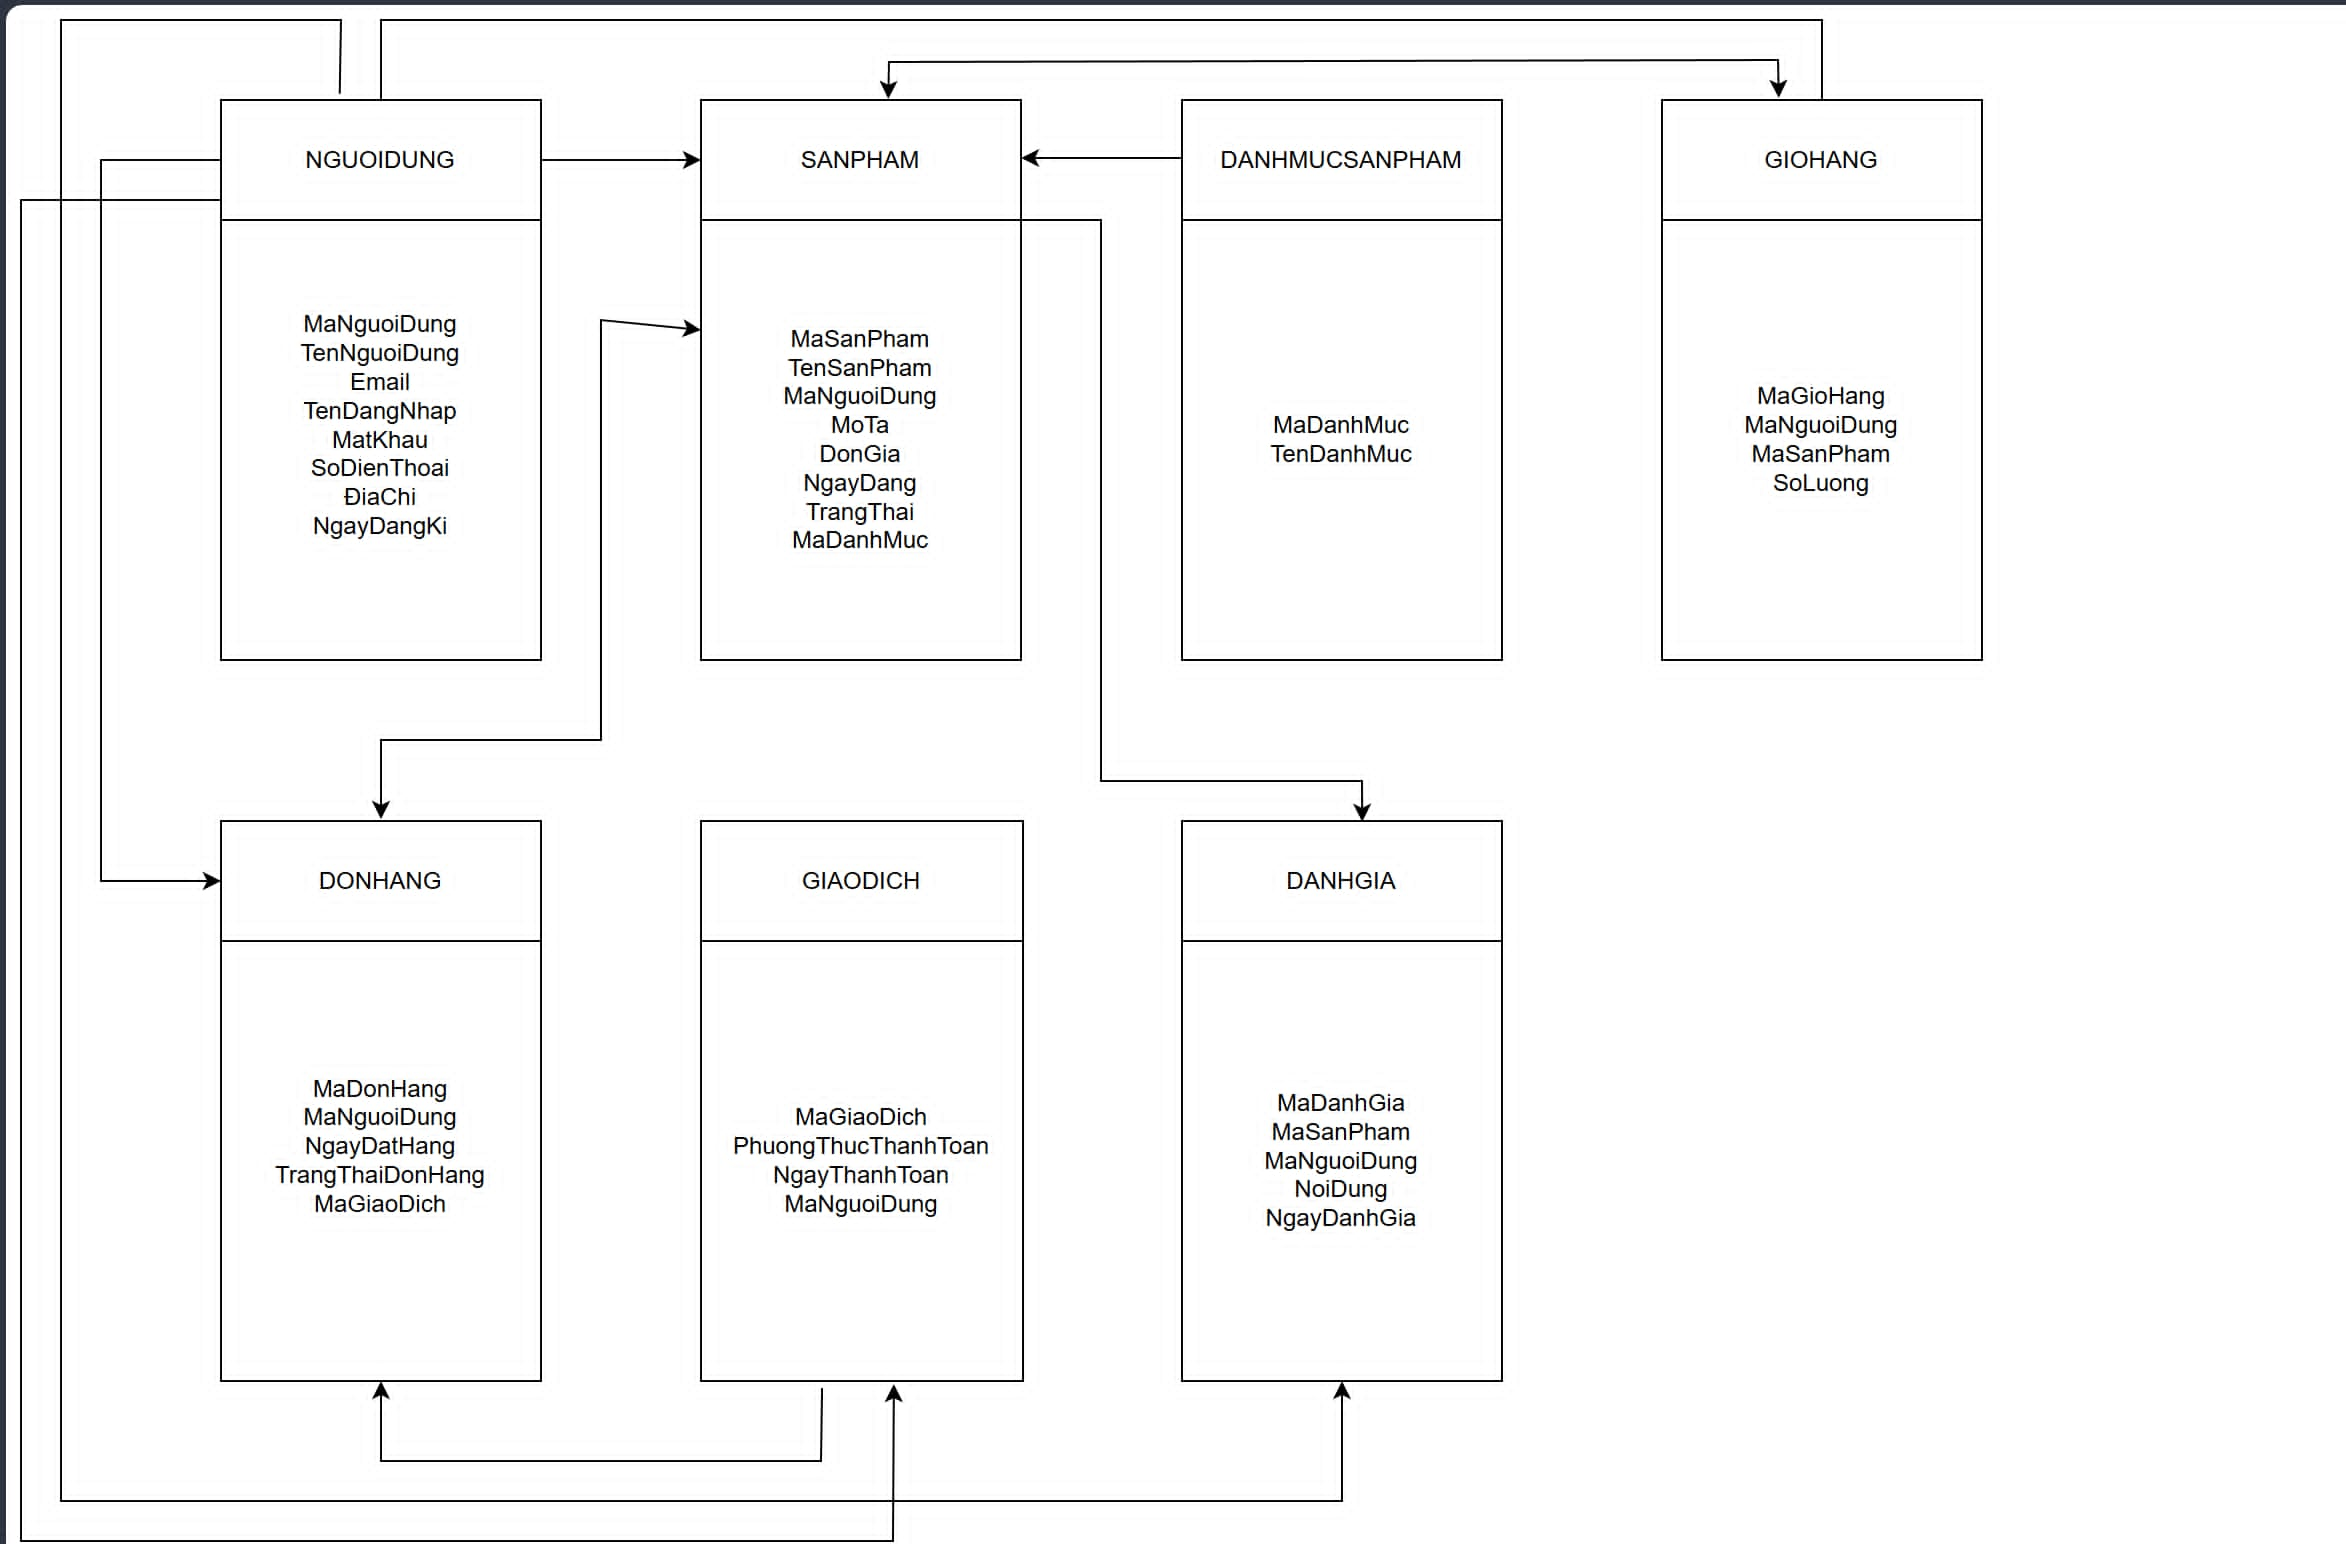 NGUOIDUNG
MaNguoiDung
TenNguoiDung
Email
TenDangNhap
MatKhau
SoDienThoai
ĐiaChi
NgayDangKi
SANPHAM
MaSanPham
TenSanPham
MaNguoiDung
MoTa
DonGia
NgayDang
TrangThai
MaDanhMuc
DANHMUCSANPHAM
MaDanhMuc
TenDanhMuc
GIOHANG
MaGioHang
MaNguoiDung
MaSanPham
SoLuong
DONHANG
MaDonHang
MaNguoiDung
NgayDatHang
TrangThaiDonHang
MaGiaoDich
GIAODICH
MaGiaoDich
PhuongThucThanhToan
NgayThanhToan
MaNguoiDung
DANHGIA
MaDanhGia
MaSanPham
MaNguoiDung
NoiDung
NgayDanhGia